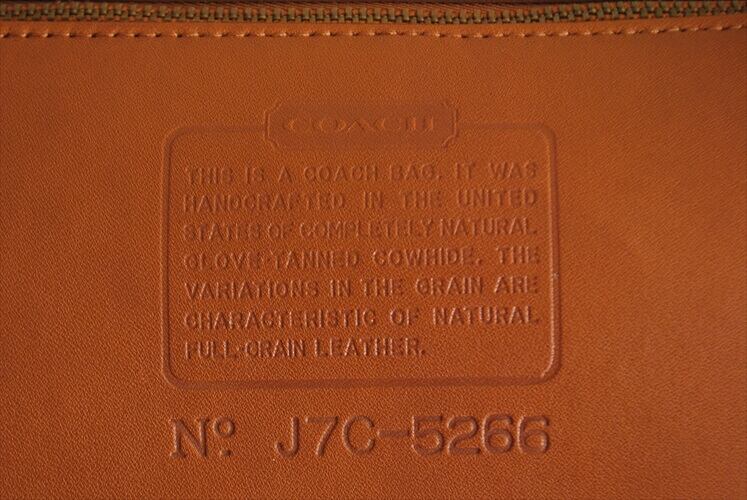 COACH
THIS IS A COACH BAG. IT WAS
HANDCRAFTED IN THE UNITED
STATES OF COMPLETELY NATURAL
GLOVE-TANNED COWHIDE. THE
VARIATIONS IN THE GRAIN ARE
CHARACTERISTIC OF NATURAL
FULL-GRAIN LEATHER.
Nº J7C-5266